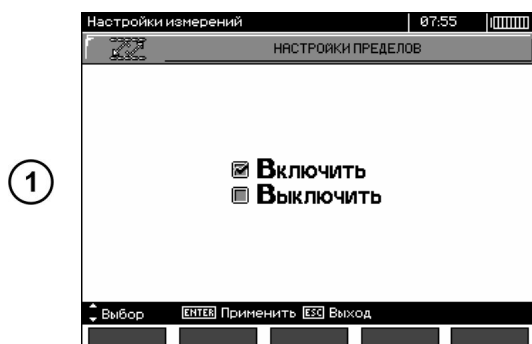 Настройки измерений 07:55
НАСТРОЙКИ ПРЕДЕЛОВ
1
Включить
Выключить
Выбор ENTER Применить ESC Выход